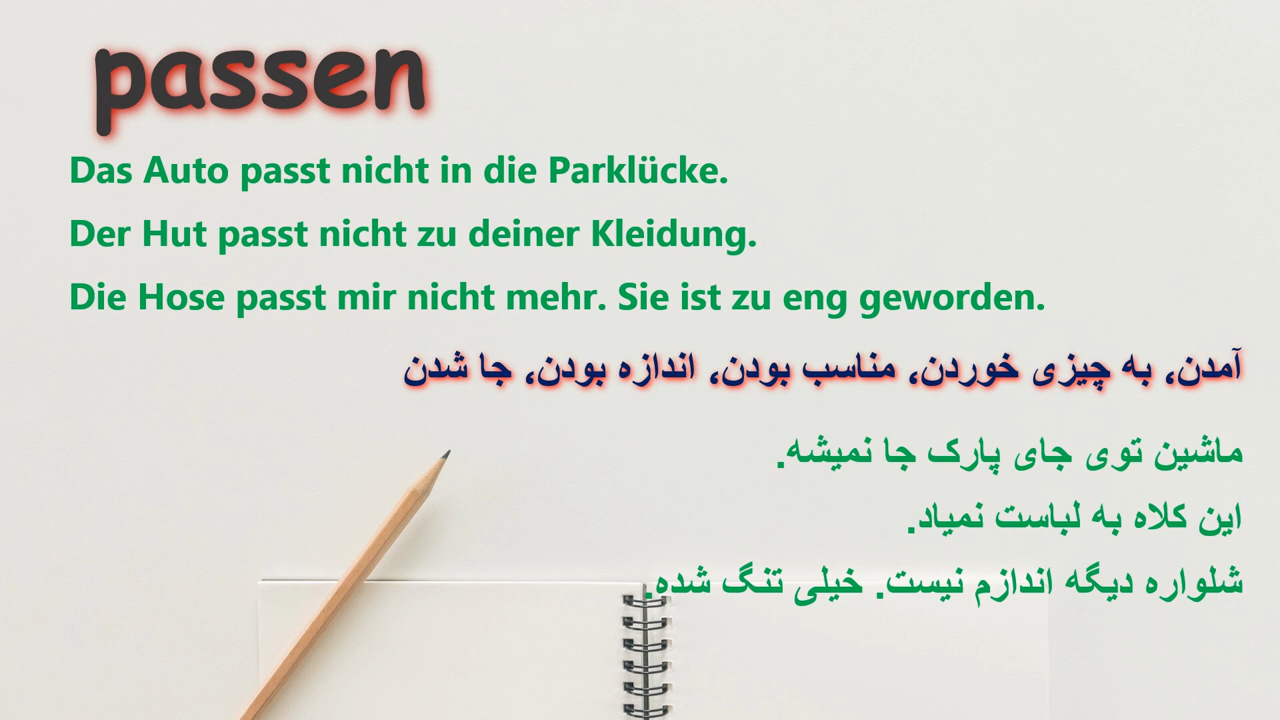 passen
Das Auto passt nicht in die Parklücke.
Der Hut passt nicht zu deiner Kleidung.
Die Hose passt mir nicht mehr. Sie ist zu eng geworden.
آمدن، به چیزی خوردن، مناسب بودن، اندازه بودن، جا شدن
ماشین توی جای پارک جا نمیشه.
این کلاه به لباست نمیاد.
شلواره دیگه اندازم نیست. خیلی تنگ شده.